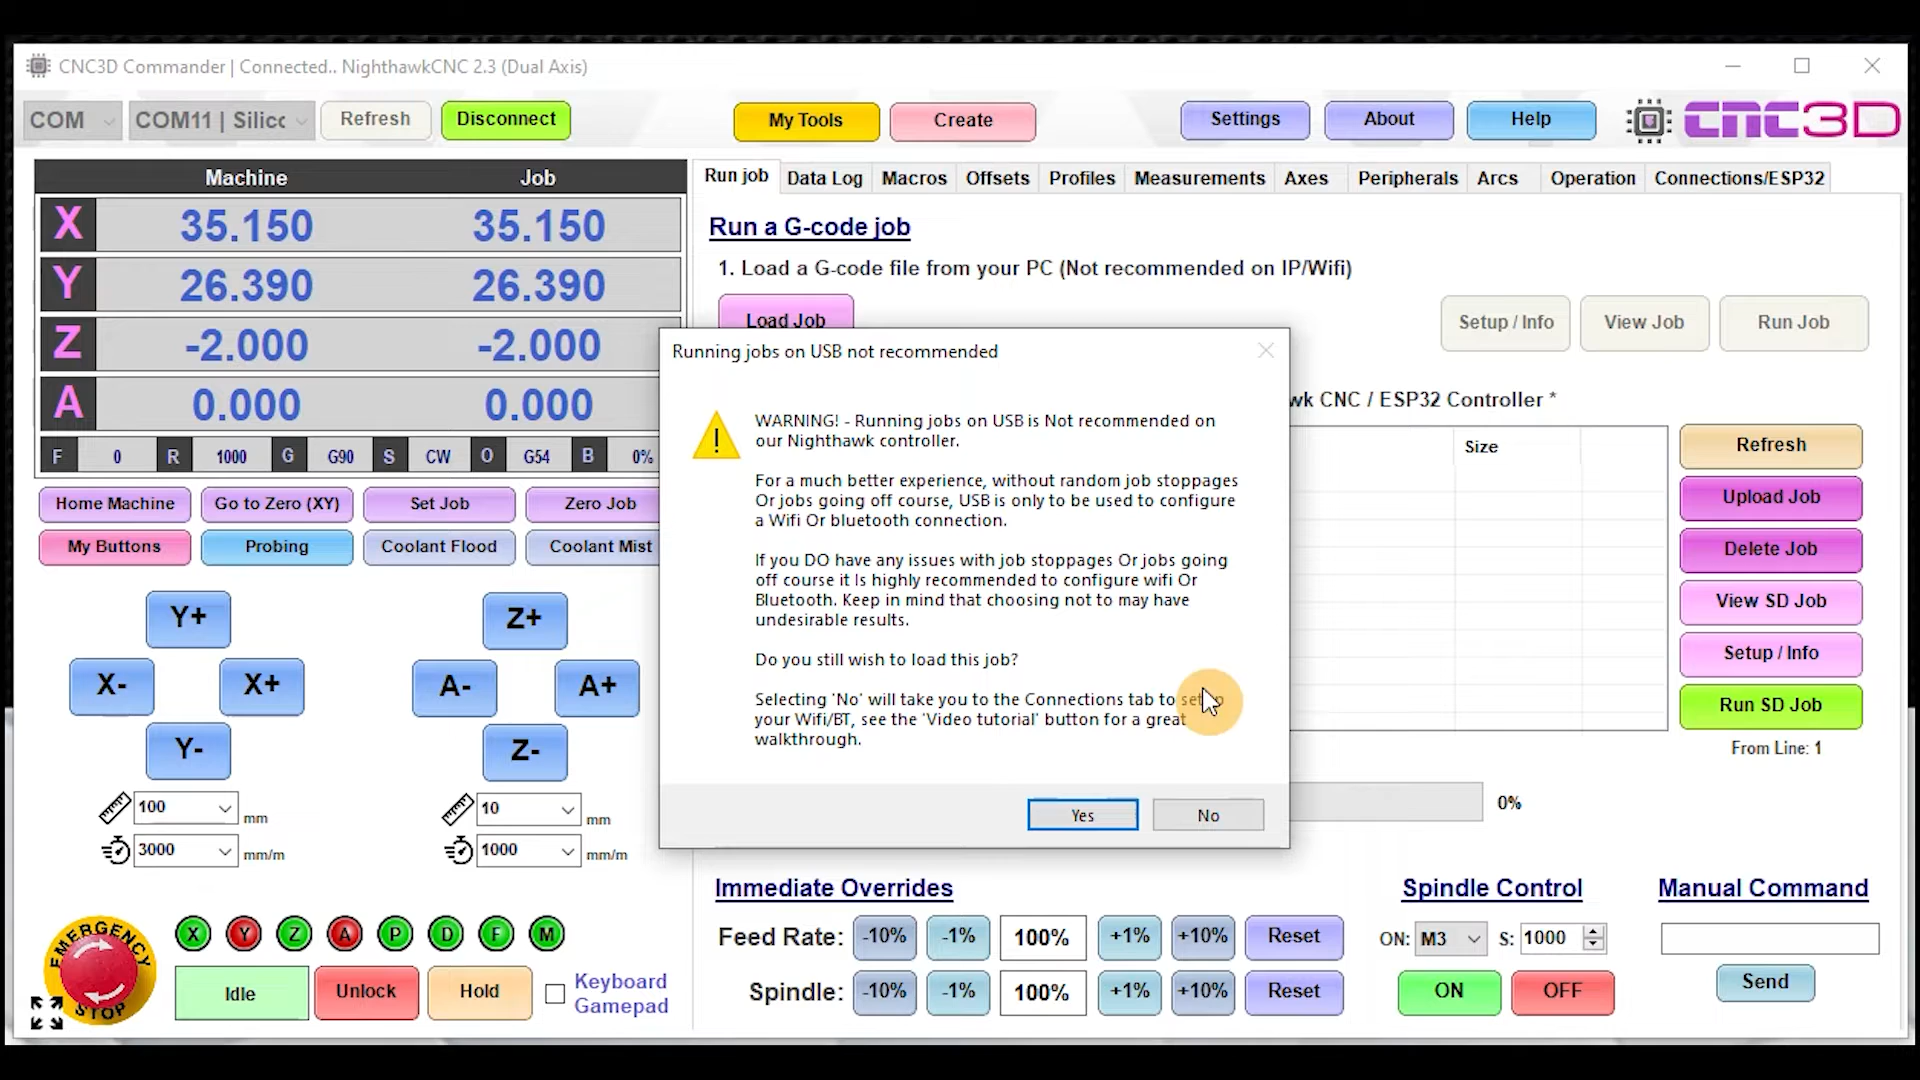 CNC3D Commander | Connected.. NighthawkCNC 2.3 (Dual Axis)
COM
COM11 | Silicc
Refresh
Disconnect
My Tools
Create
Settings
About
Help
CNC3D
Machine
Job
X 35.150 35.150
Y 26.390 26.390
Z -2.000 -2.000
A 0.000 0.000
F 0 R 1000 G G90 S CW O G54 B 0%
Home Machine
Go to Zero (XY)
Set Job
Zero Job
My Buttons
Probing
Coolant Flood
Coolant Mist
Y+
X-
X+
Y-
Z+
A-
A+
Z-
100 mm
3000 mm/m
10 mm
1000 mm/m
EMERGENCY
STOP
X Y Z A P D F M
Idle
Unlock
Hold
Keyboard
Gamepad
Run job
Data Log
Macros
Offsets
Profiles
Measurements
Axes
Peripherals
Arcs
Operation
Connections/ESP32
Run a G-code job
1. Load a G-code file from your PC (Not recommended on IP/Wifi)
Load Job
Setup / Info
View Job
Run Job
wk CNC / ESP32 Controller *
Size
Refresh
Upload Job
Delete Job
View SD Job
Setup / Info
Run SD Job
From Line: 1
0%
Running jobs on USB not recommended
WARNING! - Running jobs on USB is Not recommended on
our Nighthawk controller.
For a much better experience, without random job stoppages
Or jobs going off course, USB is only to be used to configure
a Wifi Or bluetooth connection.
If you DO have any issues with job stoppages Or jobs going
off course it Is highly recommended to configure wifi Or
Bluetooth. Keep in mind that choosing not to may have
undesirable results.
Do you still wish to load this job?
Selecting 'No' will take you to the Connections tab to setup
your Wifi/BT, see the 'Video tutorial' button for a great
walkthrough.
Yes
No
Immediate Overrides
Feed Rate: -10% -1% 100% +1% +10% Reset
Spindle: -10% -1% 100% +1% +10% Reset
Spindle Control
ON: M3 S: 1000
ON
OFF
Manual Command
Send